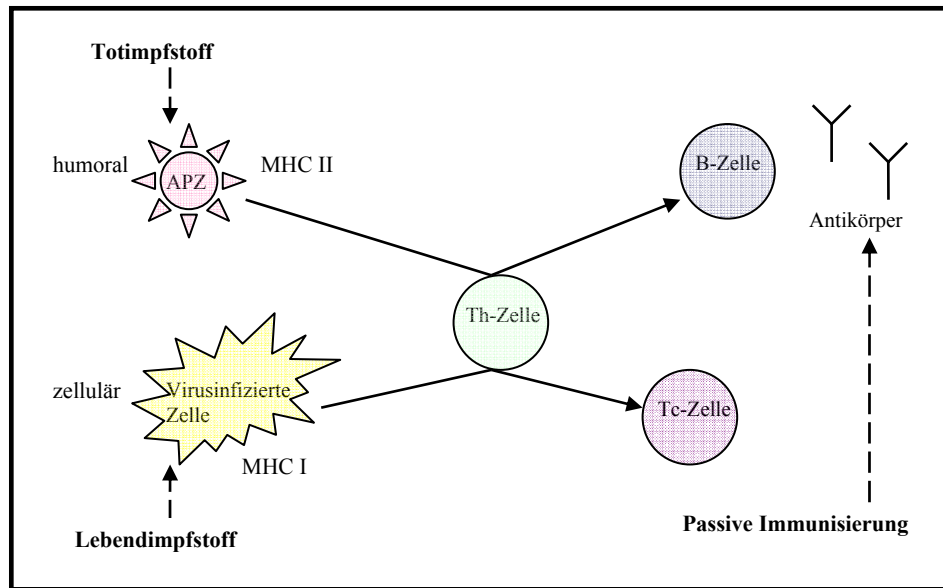 Totimpfstoff
humoral
APZ
MHC II
B-Zelle
Antikörper
Th-Zelle
zellulär
Virusinfizierte
Zelle
Tc-Zelle
MHC I
Lebendimpfstoff
Passive Immunisierung